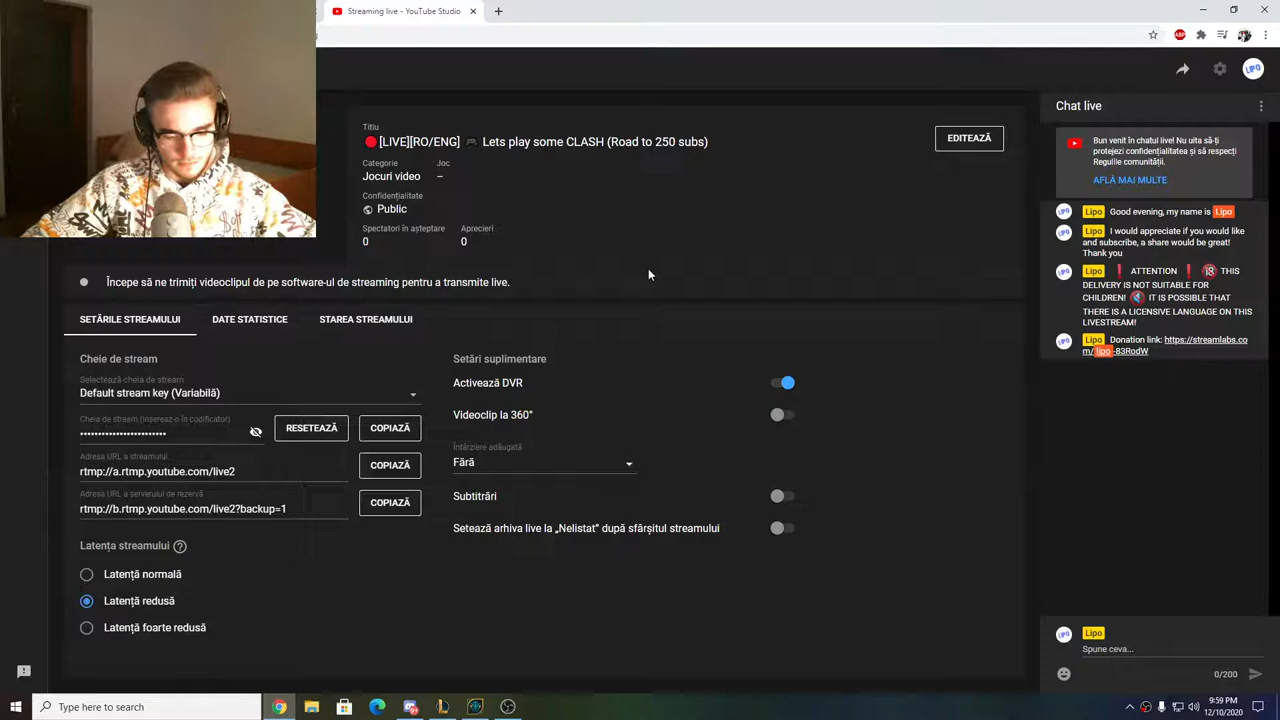 Streaming live - YouTube Studio
LIPO
Titlu
[LIVE][RO/ENG] 🎮 Lets play some CLASH (Road to 250 subs)
EDITEAZĂ
Categorie
Joc
Jocuri video
–
Confidențialitate
Public
Spectatori în așteptare
Aprecieri
0
0
Începe să ne trimiți videoclipul de pe software-ul de streaming pentru a transmite live.
SETĂRILE STREAMULUI
DATE STATISTICE
STAREA STREAMULUI
Cheie de stream
Selectează cheia de stream
Default stream key (Variabilă)
Cheia de stream (inserează-o în codificator)
••••••••••••••••••••••••
RESETEAZĂ
COPIAZĂ
Adresa URL a streamului
rtmp://a.rtmp.youtube.com/live2
COPIAZĂ
Adresa URL a serverului de rezervă
rtmp://b.rtmp.youtube.com/live2?backup=1
COPIAZĂ
Latența streamului
Latență normală
Latență redusă
Latență foarte redusă
Setări suplimentare
Activează DVR
Videoclip la 360°
Întârziere adăugată
Fără
Subtitrări
Setează arhiva live la „Nelistat” după sfârșitul streamului
Chat live
Bun venit în chatul live! Nu uita să-ți
protejezi confidențialitatea și să respecți
Regulile comunității.
AFLĂ MAI MULTE
Lipo Good evening, my name is Lipo
Lipo I would appreciate if you would like
and subscribe, a share would be great!
Thank you
Lipo ❗ ATTENTION ❗ 🔞 THIS
DELIVERY IS NOT SUITABLE FOR
CHILDREN! 🔇 IT IS POSSIBLE THAT
THERE IS A LICENSIVE LANGUAGE ON THIS
LIVESTREAM!
Lipo Donation link: https://streamlabs.co
m/lipo-83RodW
Lipo
Spune ceva...
0/200
Type here to search
9:59 PM
12/10/2020